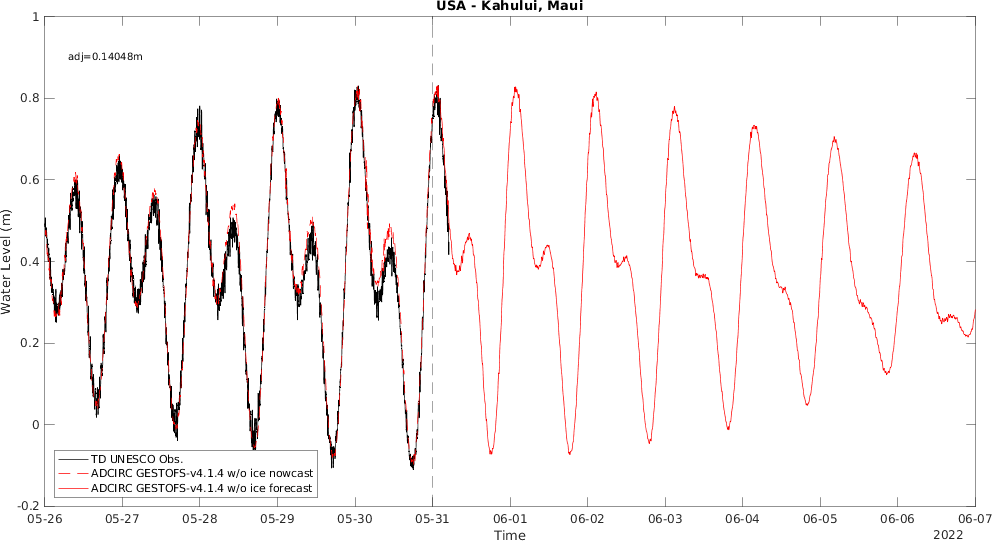 USA - Kahului, Maui
1
adj=0.14048m
0.8
0.6
0.4
0.2
0
-0.2
Water Level (m)
TD UNESCO Obs.
ADCIRC GESTOFS-v4.1.4 w/o ice nowcast
ADCIRC GESTOFS-v4.1.4 w/o ice forecast
05-26 05-27 05-28 05-29 05-30 05-31 06-01 06-02 06-03 06-04 06-05 06-06 06-07
Time
2022